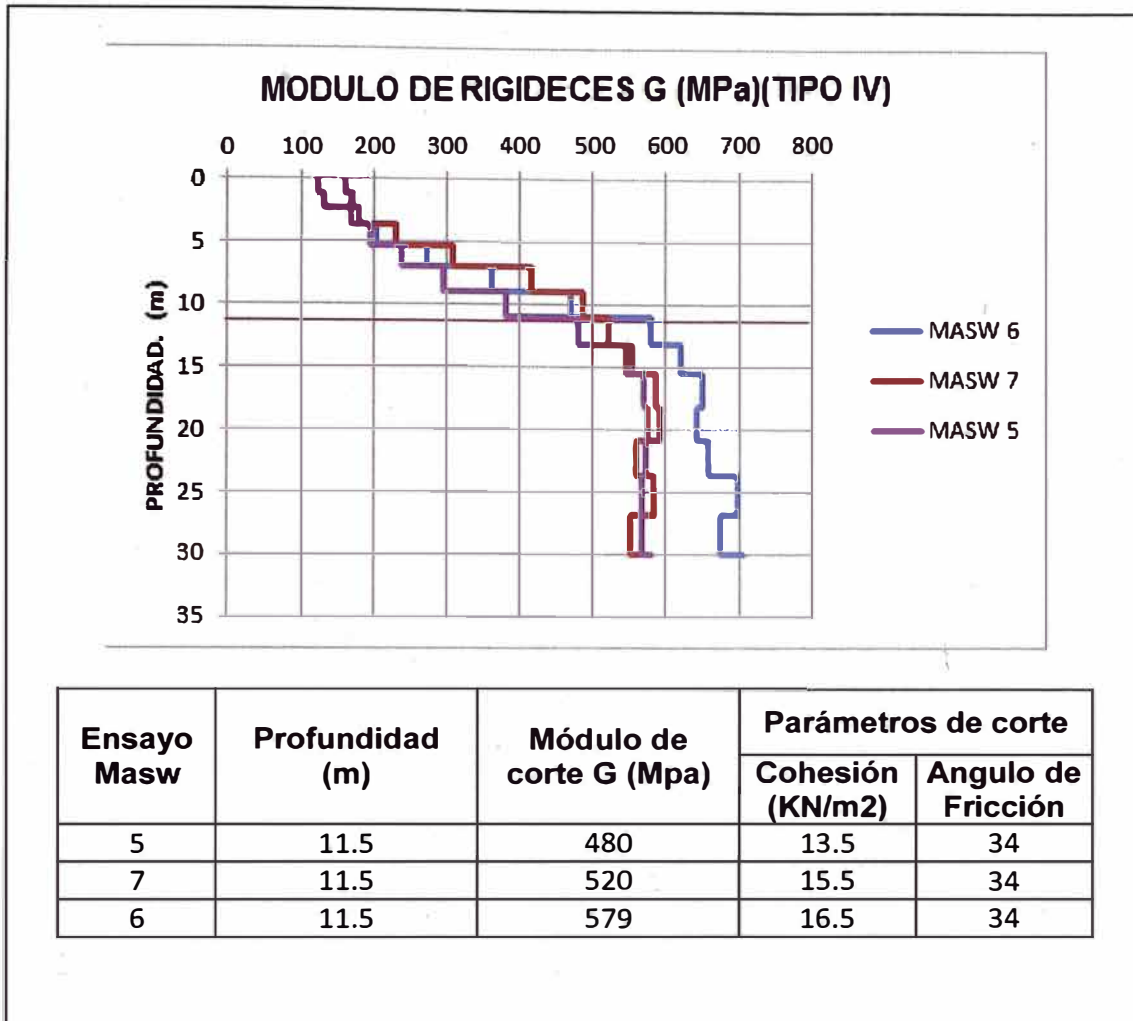 MODULO DE RIGIDECES G (MPa)(TIPO IV)
0 100 200 300 400 500 600 700 800
0
5
10
15
20
25
30
35
PROFUNDIDAD. (m)
MASW 6
MASW 7
MASW 5
Ensayo Masw
Profundidad (m)
Módulo de corte G (Mpa)
Parámetros de corte
Cohesión (KN/m2)
Angulo de Fricción
5 11.5 480 13.5 34
7 11.5 520 15.5 34
6 11.5 579 16.5 34